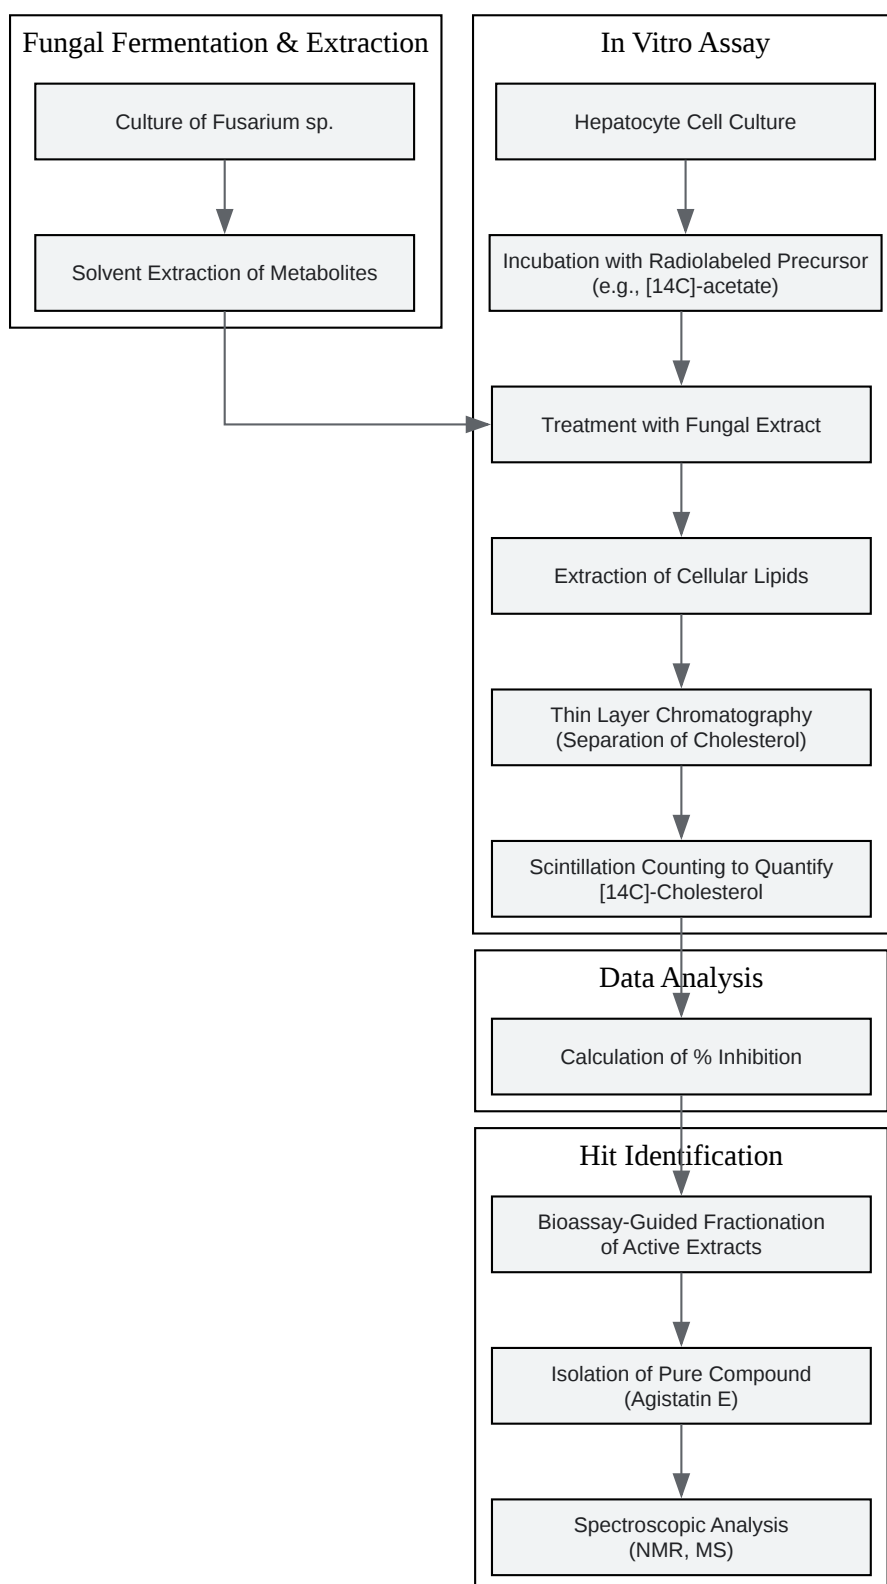 Fungal Fermentation & Extraction
Culture of Fusarium sp.
Solvent Extraction of Metabolites
In Vitro Assay
Hepatocyte Cell Culture
Incubation with Radiolabeled Precursor
(e.g., [14C]-acetate)
Treatment with Fungal Extract
Extraction of Cellular Lipids
Thin Layer Chromatography
(Separation of Cholesterol)
Scintillation Counting to Quantify
[14C]-Cholesterol
Data Analysis
Calculation of % Inhibition
Hit Identification
Bioassay-Guided Fractionation
of Active Extracts
Isolation of Pure Compound
(Agistatin E)
Spectroscopic Analysis
(NMR, MS)